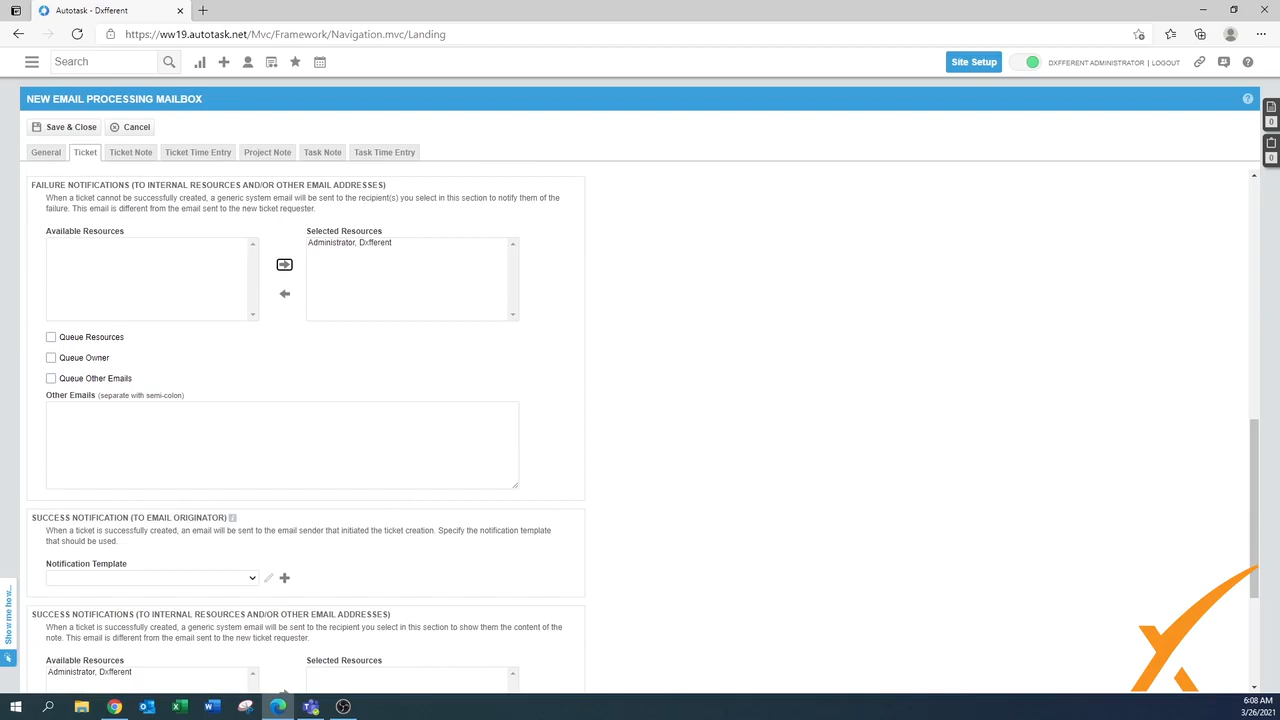 Autotask - Dxfferent
https://ww19.autotask.net/Mvc/Framework/Navigation.mvc/Landing
Search
Site Setup
DXFFERENT ADMINISTRATOR | LOGOUT
NEW EMAIL PROCESSING MAILBOX
Save & Close
Cancel
General
Ticket
Ticket Note
Ticket Time Entry
Project Note
Task Note
Task Time Entry
0
0
FAILURE NOTIFICATIONS (TO INTERNAL RESOURCES AND/OR OTHER EMAIL ADDRESSES)
When a ticket cannot be successfully created, a generic system email will be sent to the recipient(s) you select in this section to notify them of the
failure. This email is different from the email sent to the new ticket requester.
Available Resources
Selected Resources
Administrator, Dxfferent
Queue Resources
Queue Owner
Queue Other Emails
Other Emails (separate with semi-colon)
SUCCESS NOTIFICATION (TO EMAIL ORIGINATOR)
When a ticket is successfully created, an email will be sent to the email sender that initiated the ticket creation. Specify the notification template
that should be used.
Notification Template
SUCCESS NOTIFICATIONS (TO INTERNAL RESOURCES AND/OR OTHER EMAIL ADDRESSES)
When a ticket is successfully created, a generic system email will be sent to the recipient you select in this section to show them the content of the
note. This email is different from the email sent to the new ticket requester.
Available Resources
Selected Resources
Administrator, Dxfferent
Show me how...
6:08 AM
3/26/2021